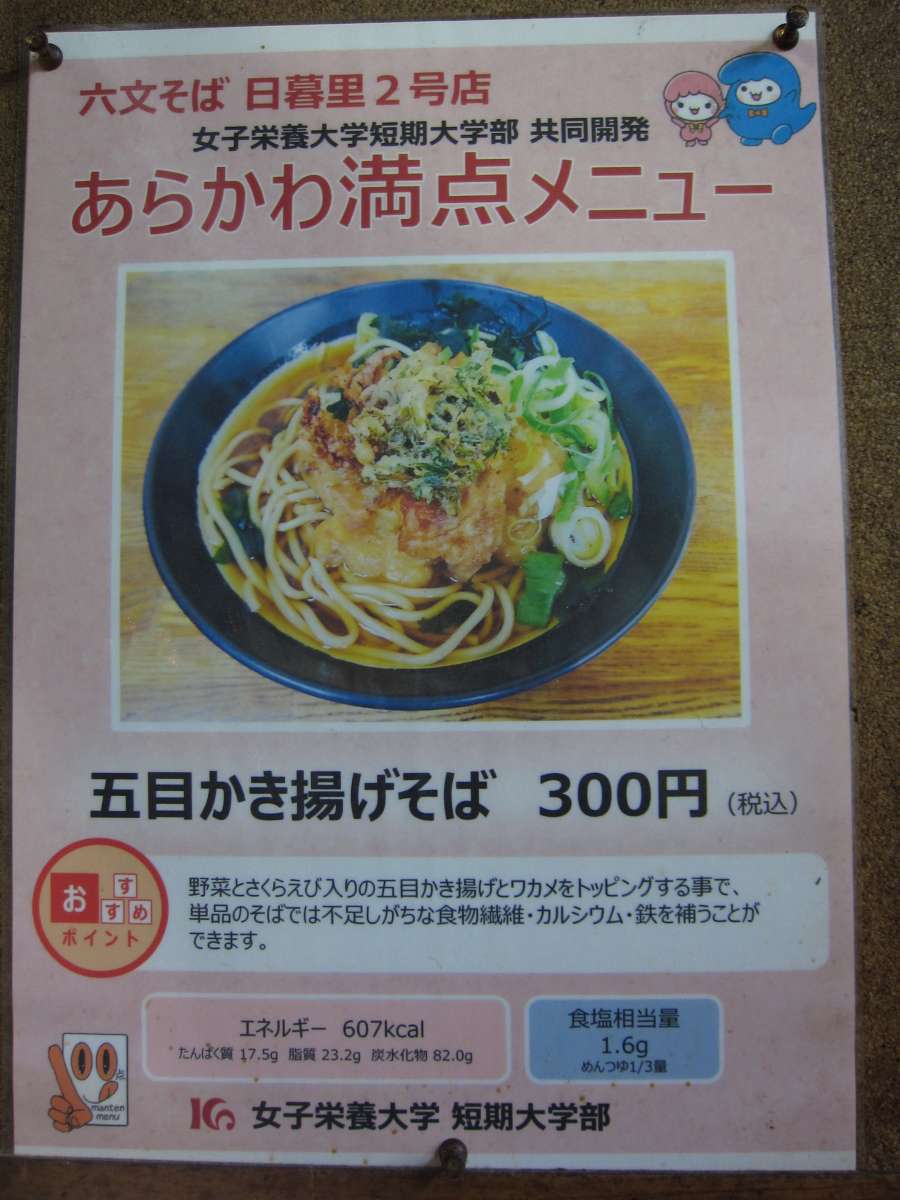 六文そば 日暮里２号店
女子栄養大学短期大学部 共同開発
あらかわ満点メニュー
五目かき揚げそば 300円 (税込)
おすすめ
ポイント
野菜とさくらえび入りの五目かき揚げとワカメをトッピングする事で、
単品のそばでは不足しがちな食物繊維・カルシウム・鉄を補うことが
できます。
エネルギー 607kcal
たんぱく質 17.5g 脂質 23.2g 炭水化物 82.0g
食塩相当量
1.6g
めんつゆ1/3量
点
manten
menu
女子栄養大学 短期大学部